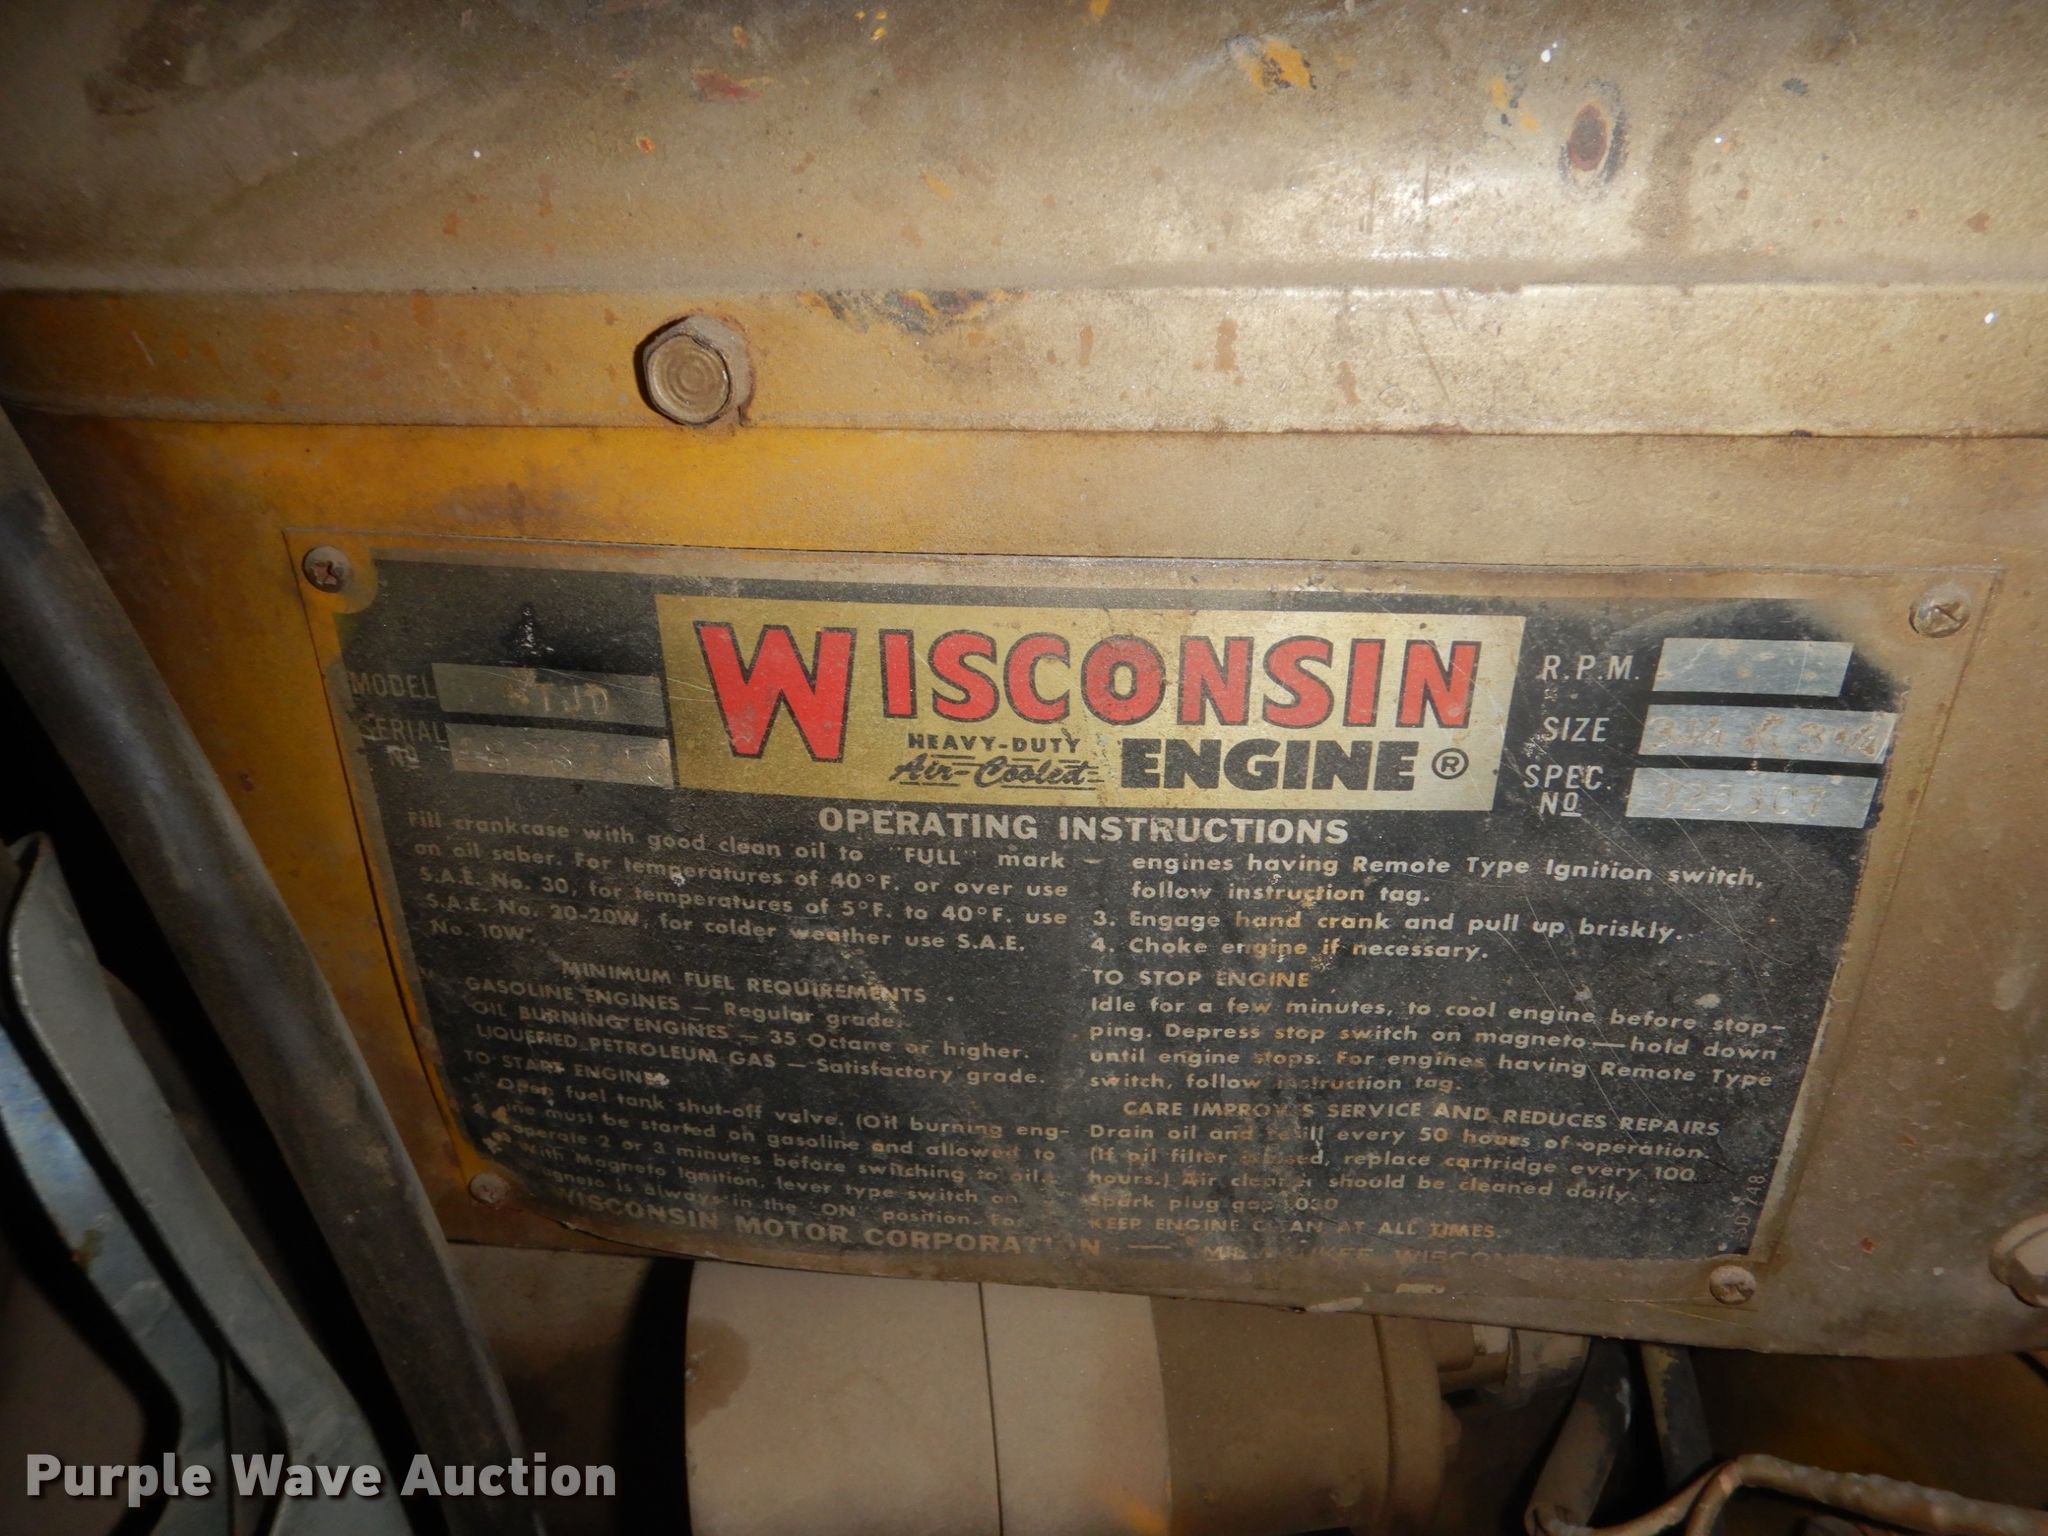 MODEL TJD
SERIAL
NO
WISCONSIN
HEAVY-DUTY
Air-Cooled
ENGINE®
R.P.M.
SIZE 3¼ X 3¼
SPEC.
NO
OPERATING INSTRUCTIONS
Fill crankcase with good clean oil to "FULL" mark
on oil saber. For temperatures of 40°F. or over use
S.A.E. No. 30, for temperatures of 5°F. to 40°F. use
S.A.E. No. 20-20W, for colder weather use S.A.E.
No. 10W.
MINIMUM FUEL REQUIREMENTS
GASOLINE ENGINES — Regular grade.
OIL BURNING ENGINES — 35 Octane or higher.
LIQUEFIED PETROLEUM GAS — Satisfactory grade.
TO START ENGINE
Open fuel tank shut-off valve. (Oil burning eng-
ine must be started on gasoline and allowed to
operate 2 or 3 minutes before switching to oil.
With Magneto Ignition, lever type switch on
magneto is always in the "ON" position. For
engines having Remote Type Ignition switch,
follow instruction tag.
3. Engage hand crank and pull up briskly.
4. Choke engine if necessary.
TO STOP ENGINE
Idle for a few minutes, to cool engine before stop-
ping. Depress stop switch on magneto — hold down
until engine stops. For engines having Remote Type
switch, follow instruction tag.
CARE IMPROVES SERVICE AND REDUCES REPAIRS
Drain oil and refill every 50 hours of operation.
(If oil filter is used, replace cartridge every 100
hours.) Air cleaner should be cleaned daily.
Spark plug gap .030
KEEP ENGINE CLEAN AT ALL TIMES.
WISCONSIN MOTOR CORPORATION — MILWAUKEE, WISCONSIN
Purple Wave Auction